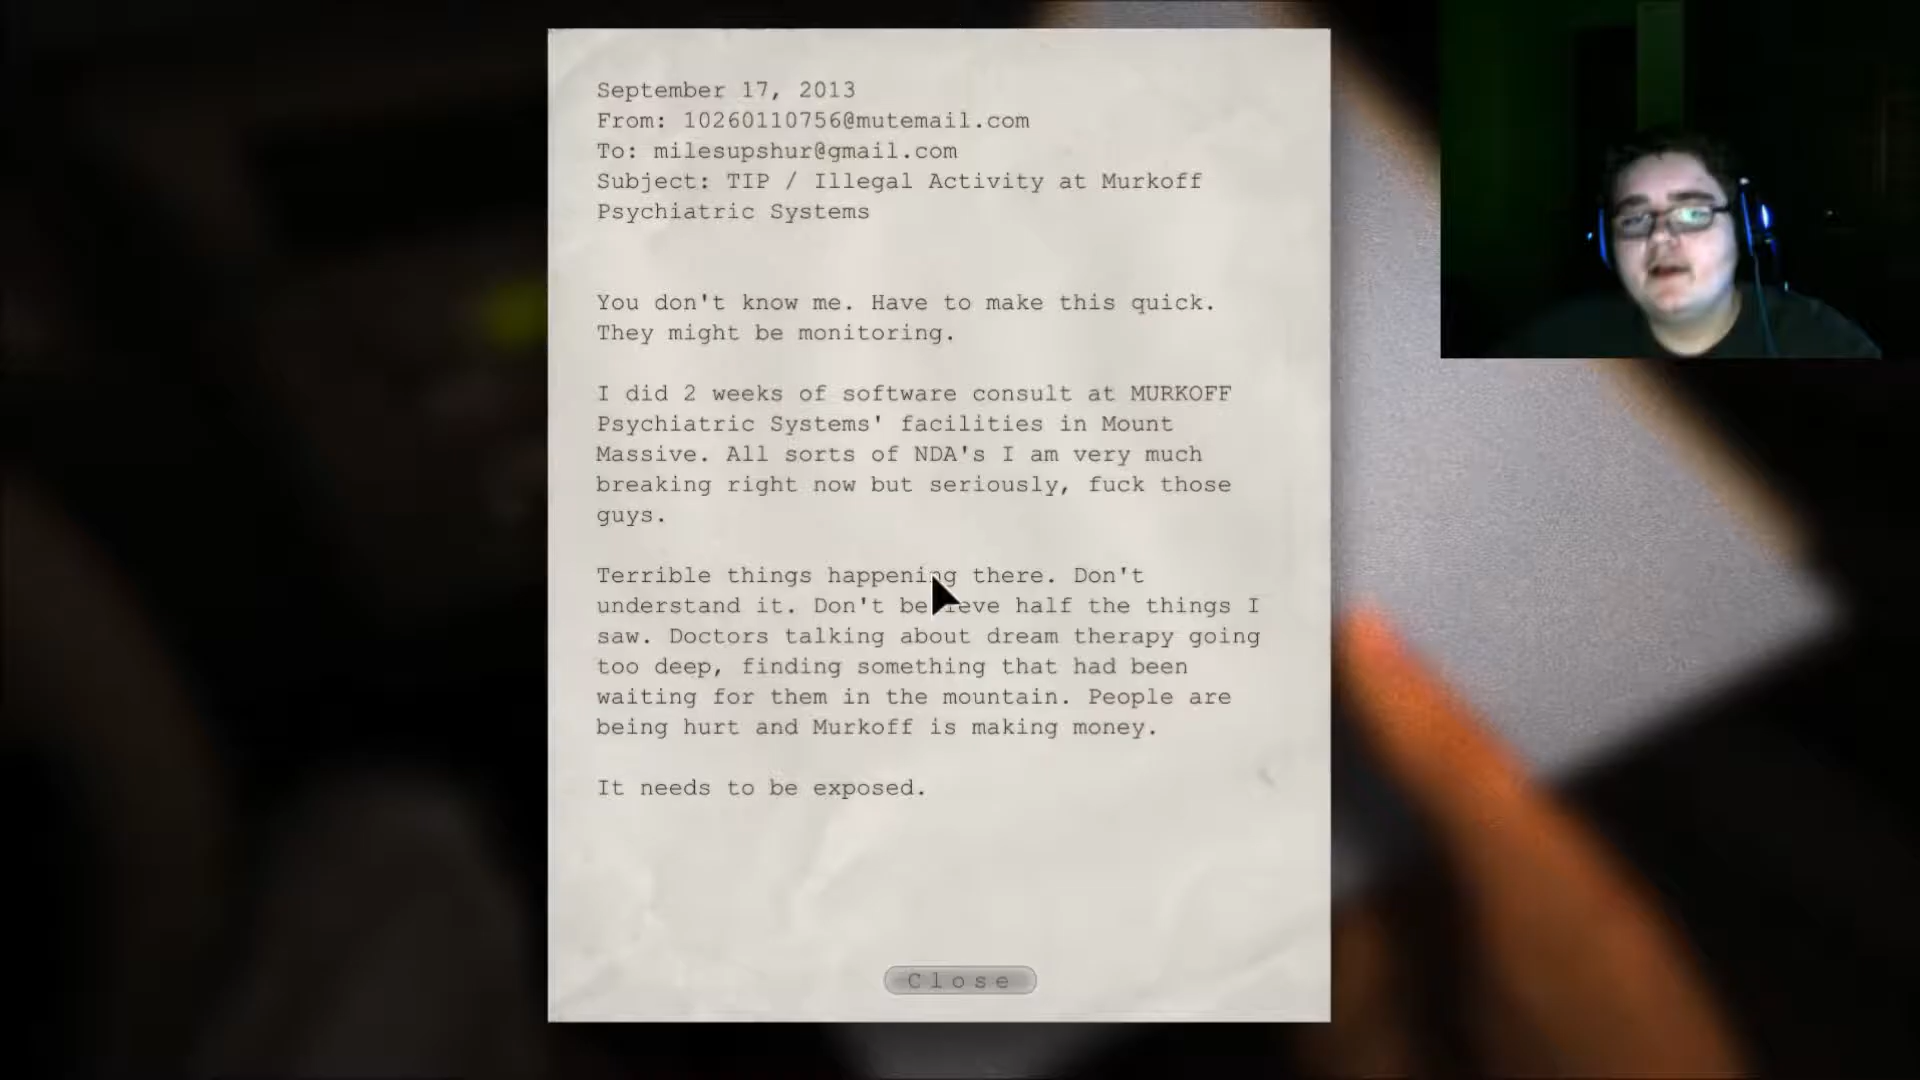 September 17, 2013
From: 10260110756@mutemail.com
To: milesupshur@gmail.com
Subject: TIP / Illegal Activity at Murkoff
Psychiatric Systems
You don't know me. Have to make this quick.
They might be monitoring.
I did 2 weeks of software consult at MURKOFF
Psychiatric Systems' facilities in Mount
Massive. All sorts of NDA's I am very much
breaking right now but seriously, fuck those
guys.
Terrible things happening there. Don't
understand it. Don't believe half the things I
saw. Doctors talking about dream therapy going
too deep, finding something that had been
waiting for them in the mountain. People are
being hurt and Murkoff is making money.
It needs to be exposed.
Close